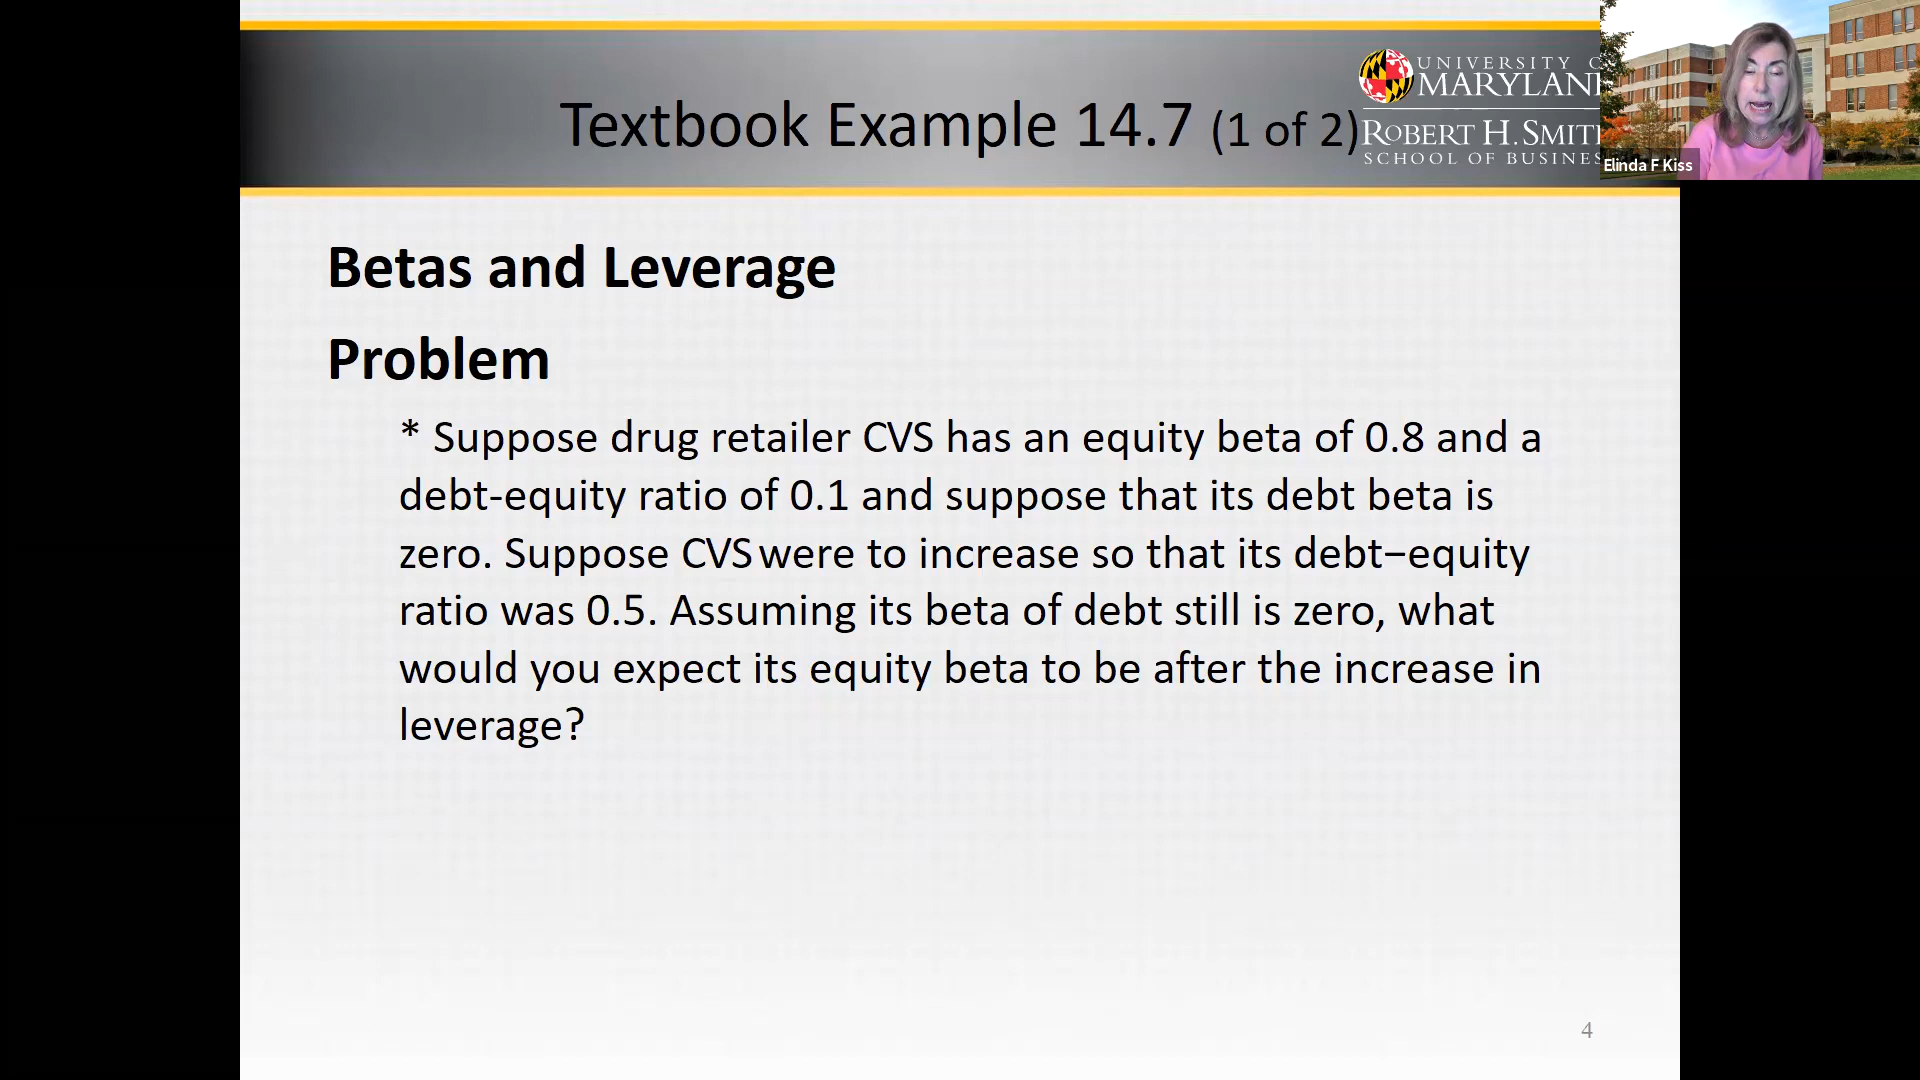 Textbook Example 14.7 (1 of 2)
UNIVERSITY
MARYLAN
ROBERT H. SMIT
SCHOOL OF BUSINES
Elinda F Kiss
Betas and Leverage
Problem
* Suppose drug retailer CVS has an equity beta of 0.8 and a
debt-equity ratio of 0.1 and suppose that its debt beta is
zero. Suppose CVS were to increase so that its debt–equity
ratio was 0.5. Assuming its beta of debt still is zero, what
would you expect its equity beta to be after the increase in
leverage?
4